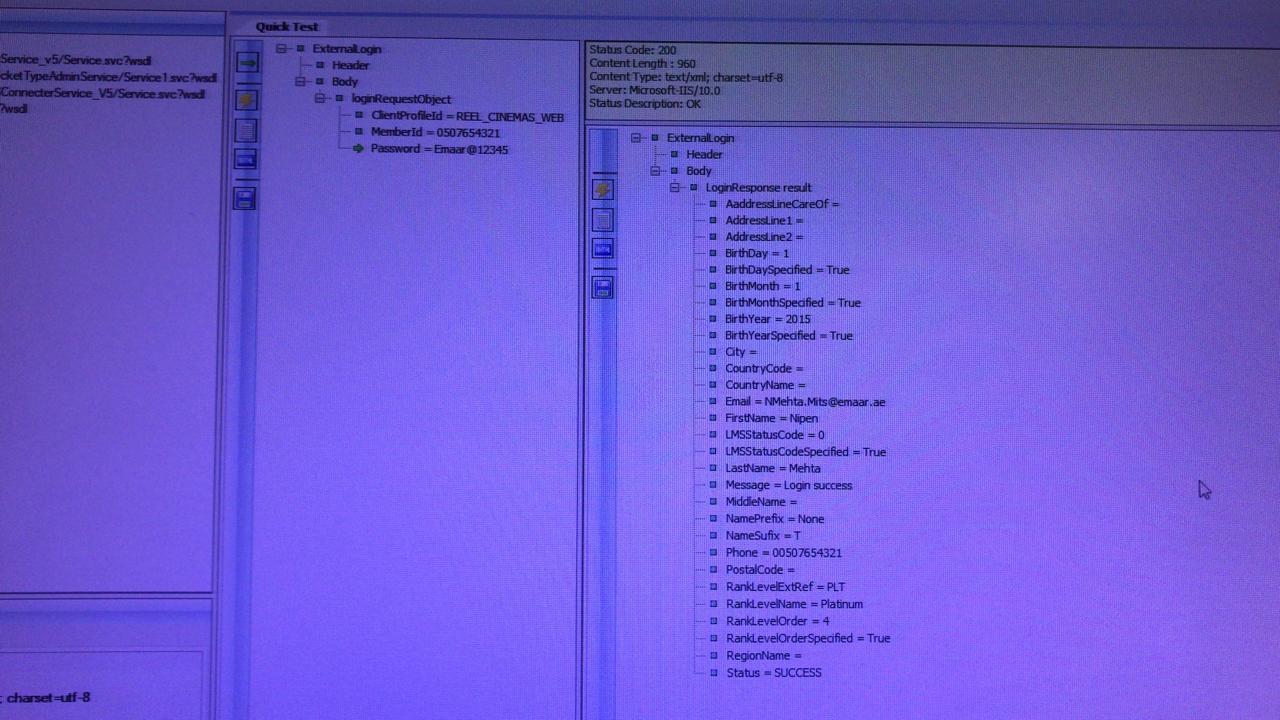 Service_v5/Service.svc?wsdl
cketTypeAdminService/Service1.svc?wsdl
ConnecterService_V5/Service.svc?wsdl
?wsdl
; charset=utf-8
Quick Test
ExternalLogin
Header
Body
loginRequestObject
ClientProfileId = REEL_CINEMAS_WEB
MemberId = 0507654321
Password = Emaar@12345
Status Code: 200
Content Length : 960
Content Type: text/xml; charset=utf-8
Server: Microsoft-IIS/10.0
Status Description: OK
ExternalLogin
Header
Body
LoginResponse result
AaddressLineCareOf =
AddressLine1 =
AddressLine2 =
BirthDay = 1
BirthDaySpecified = True
BirthMonth = 1
BirthMonthSpecified = True
BirthYear = 2015
BirthYearSpecified = True
City =
CountryCode =
CountryName =
Email = NMehta.Mits@emaar.ae
FirstName = Nipen
LMSStatusCode = 0
LMSStatusCodeSpecified = True
LastName = Mehta
Message = Login success
MiddleName =
NamePrefix = None
NameSufix = T
Phone = 00507654321
PostalCode =
RankLevelExtRef = PLT
RankLevelName = Platinum
RankLevelOrder = 4
RankLevelOrderSpecified = True
RegionName =
Status = SUCCESS